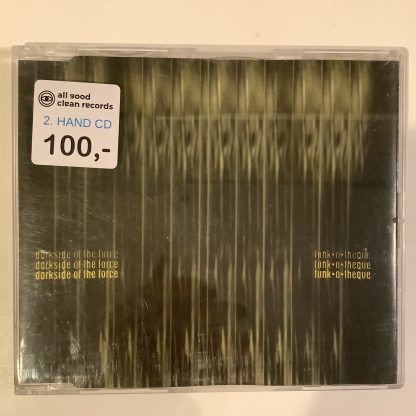 all good
clean records
2. HAND CD
100,-
darkside of the force
darkside of the force
darkside of the force
funk•o•theque
funk•o•theque
funk•o•theque